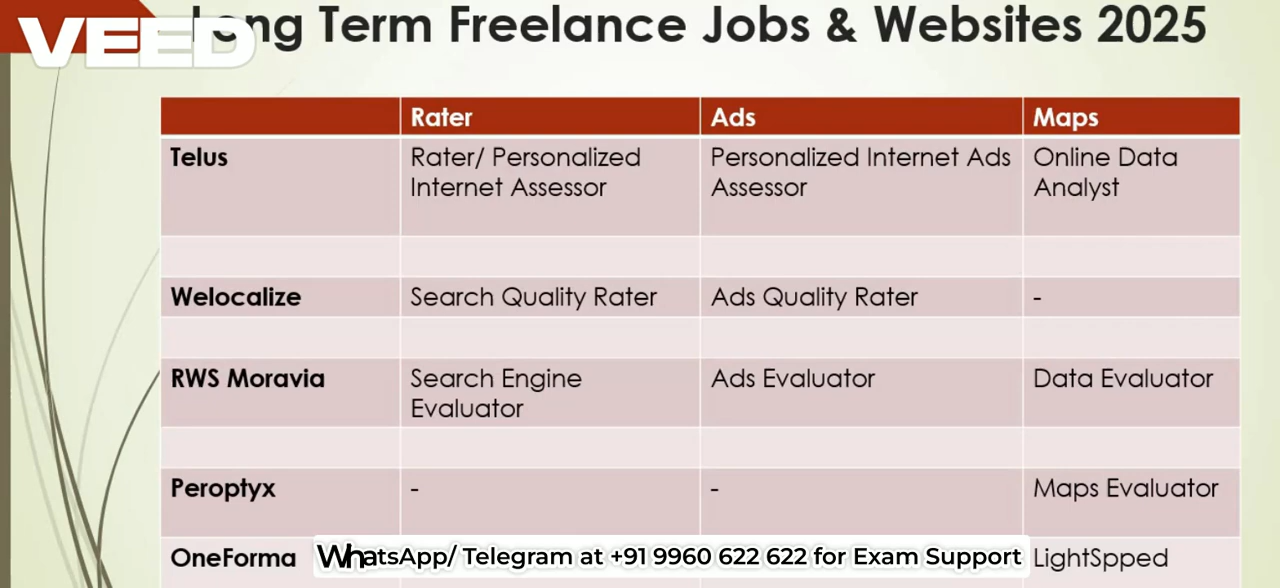 VEED
Long Term Freelance Jobs & Websites 2025
Rater Ads Maps
Telus Rater/ Personalized Internet Assessor Personalized Internet Ads Assessor Online Data Analyst
Welocalize Search Quality Rater Ads Quality Rater -
RWS Moravia Search Engine Evaluator Ads Evaluator Data Evaluator
Peroptyx - - Maps Evaluator
OneForma LightSpped
WhatsApp/ Telegram at +91 9960 622 622 for Exam Support